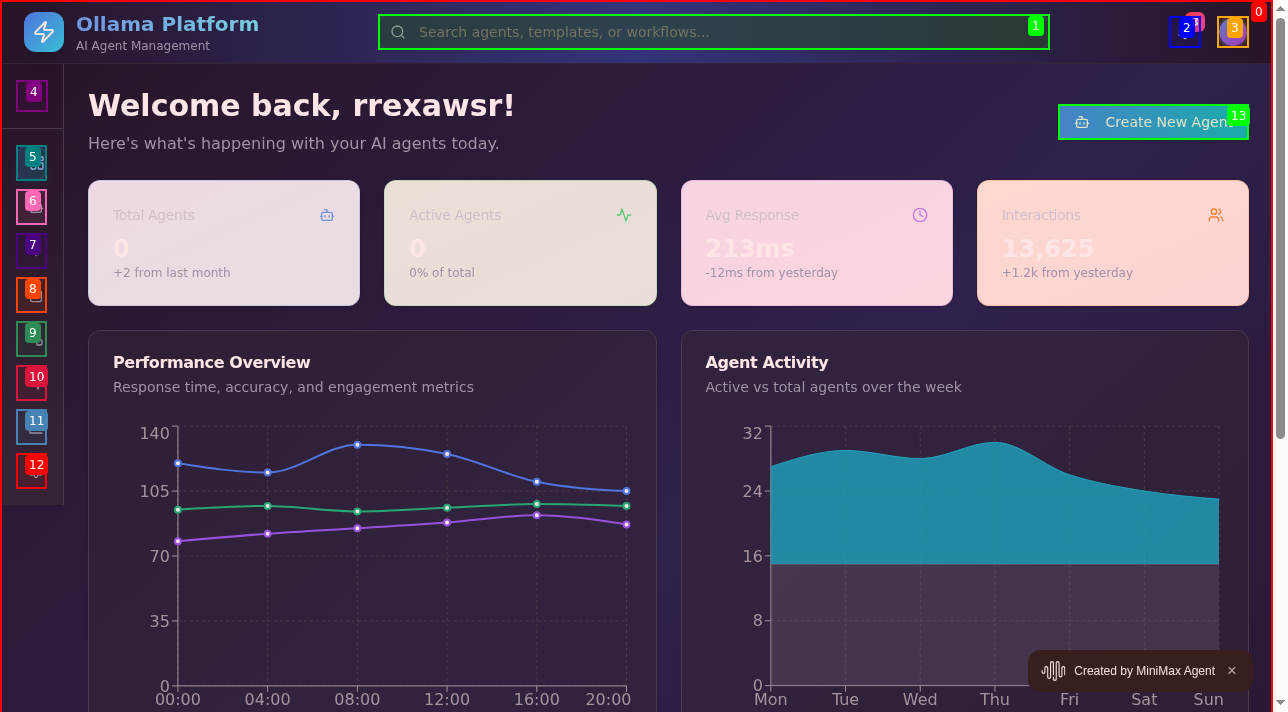 Ollama Platform
AI Agent Management
Search agents, templates, or workflows...
0
1
2
3
4
5
6
7
8
9
10
11
12
13
Welcome back, rrexawsr!
Here's what's happening with your AI agents today.
Create New Agent
Total Agents
0
+2 from last month
Active Agents
0
0% of total
Avg Response
213ms
-12ms from yesterday
Interactions
13,625
+1.2k from yesterday
Performance Overview
Response time, accuracy, and engagement metrics
140
105
70
35
0
00:00 04:00 08:00 12:00 16:00 20:00
Agent Activity
Active vs total agents over the week
32
24
16
8
0
Mon Tue Wed Thu Fri Sat Sun
Created by MiniMax Agent ×